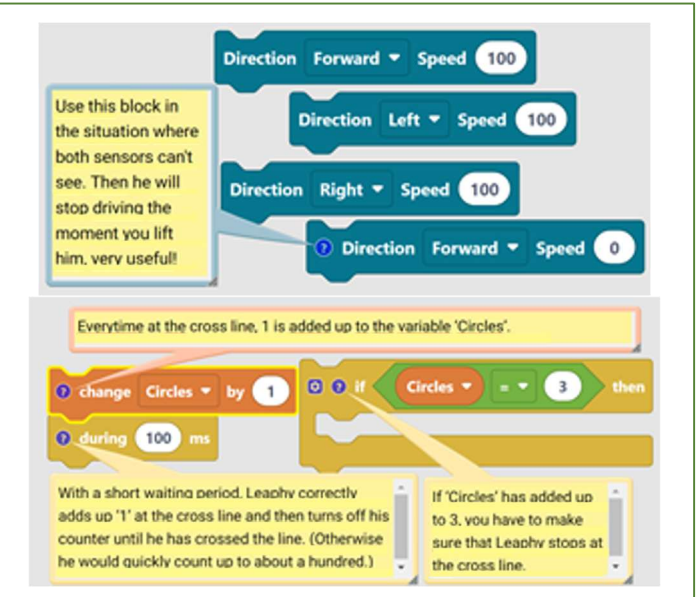 Direction Forward Speed 100
Use this block in
the situation where
both sensors can't
see. Then he will
stop driving the
moment you lift
him, very useful!
Direction Left Speed 100
Direction Right Speed 100
? Direction Forward Speed 0
Everytime at the cross line, 1 is added up to the variable 'Circles'.
? change Circles by 1
? if Circles = 3 then
? during 100 ms
With a short waiting period, Leaphy correctly
adds up '1' at the cross line and then turns off his
counter until he has crossed the line. (Otherwise
he would quickly count up to about a hundred.)
If 'Circles' has added up
to 3, you have to make
sure that Leaphy stops at
the cross line.